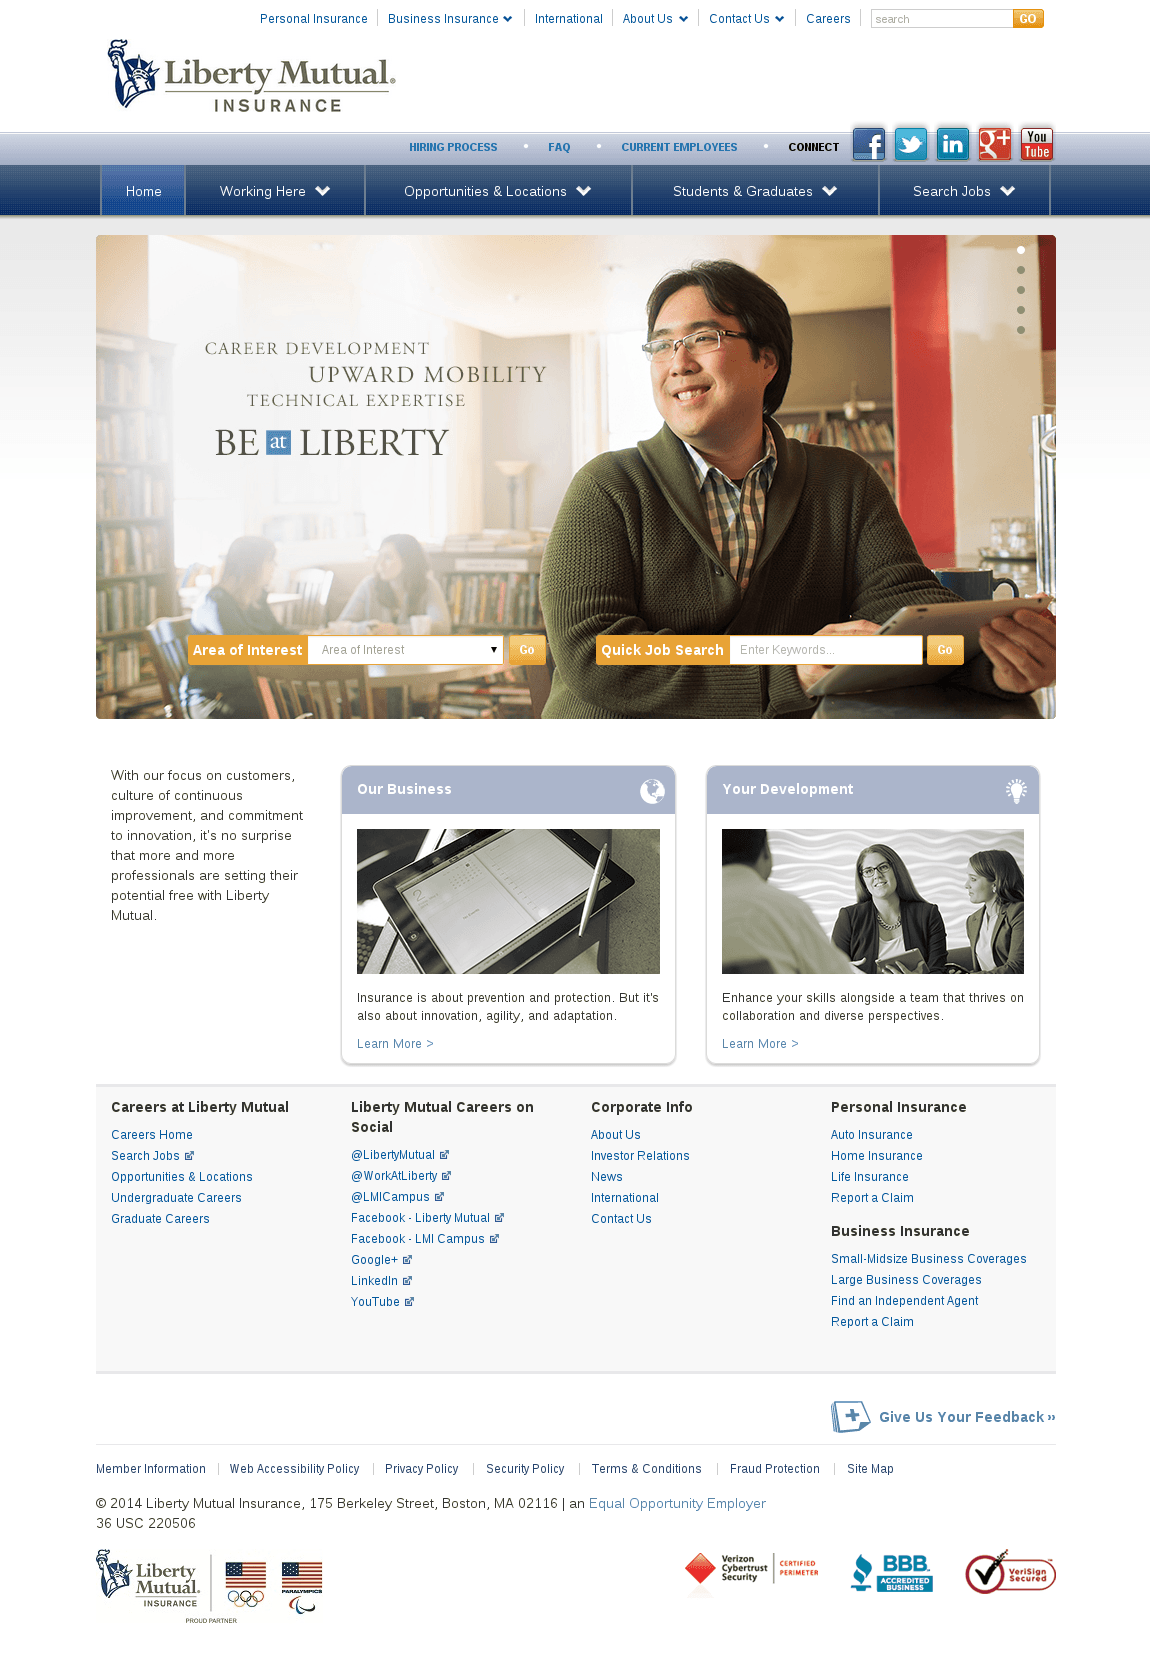 Personal Insurance
Business Insurance
International
About Us
Contact Us
Careers
search
GO
Liberty Mutual®
INSURANCE
HIRING PROCESS
FAQ
CURRENT EMPLOYEES
CONNECT
f
in
g+
You
Tube
Home
Working Here
Opportunities & Locations
Students & Graduates
Search Jobs
CAREER DEVELOPMENT
UPWARD MOBILITY
TECHNICAL EXPERTISE
BE at LIBERTY
Area of Interest
Area of Interest
Go
Quick Job Search
Enter Keywords...
Go
With our focus on customers,
culture of continuous
improvement, and commitment
to innovation, it's no surprise
that more and more
professionals are setting their
potential free with Liberty
Mutual.
Our Business
Insurance is about prevention and protection. But it's
also about innovation, agility, and adaptation.
Learn More >
Your Development
Enhance your skills alongside a team that thrives on
collaboration and diverse perspectives.
Learn More >
Careers at Liberty Mutual
Careers Home
Search Jobs
Opportunities & Locations
Undergraduate Careers
Graduate Careers
Liberty Mutual Careers on
Social
@LibertyMutual
@WorkAtLiberty
@LMICampus
Facebook - Liberty Mutual
Facebook - LMI Campus
Google+
LinkedIn
YouTube
Corporate Info
About Us
Investor Relations
News
International
Contact Us
Personal Insurance
Auto Insurance
Home Insurance
Life Insurance
Report a Claim
Business Insurance
Small-Midsize Business Coverages
Large Business Coverages
Find an Independent Agent
Report a Claim
Give Us Your Feedback »
Member Information
Web Accessibility Policy
Privacy Policy
Security Policy
Terms & Conditions
Fraud Protection
Site Map
© 2014 Liberty Mutual Insurance, 175 Berkeley Street, Boston, MA 02116 | an Equal Opportunity Employer
36 USC 220506
Liberty
Mutual.
INSURANCE
PARALYMPICS
PROUD PARTNER
Verizon
Cybertrust
Security
CERTIFIED
PERIMETER
BBB.
ACCREDITED
BUSINESS
VeriSign
Secured